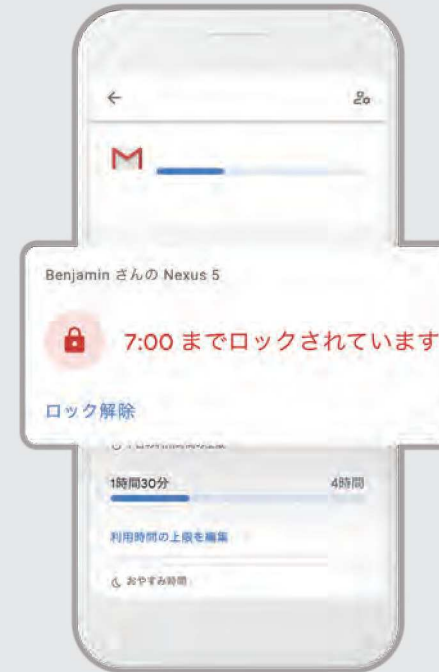 Benjamin さんの Nexus 5
7:00 までロックされています
ロック解除
1時間30分 4時間
利用時間の上限を編集
おやすみ時間